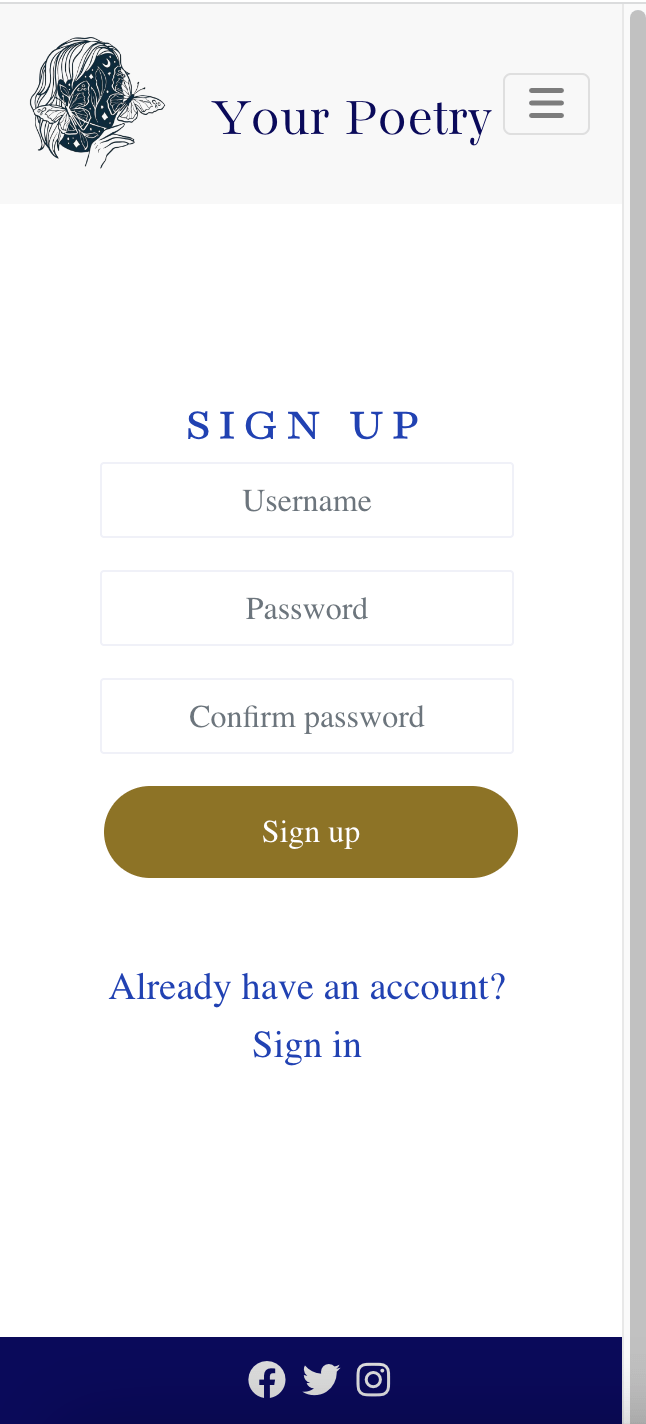 Your Poetry
SIGN UP
Username
Password
Confirm password
Sign up
Already have an account?
Sign in